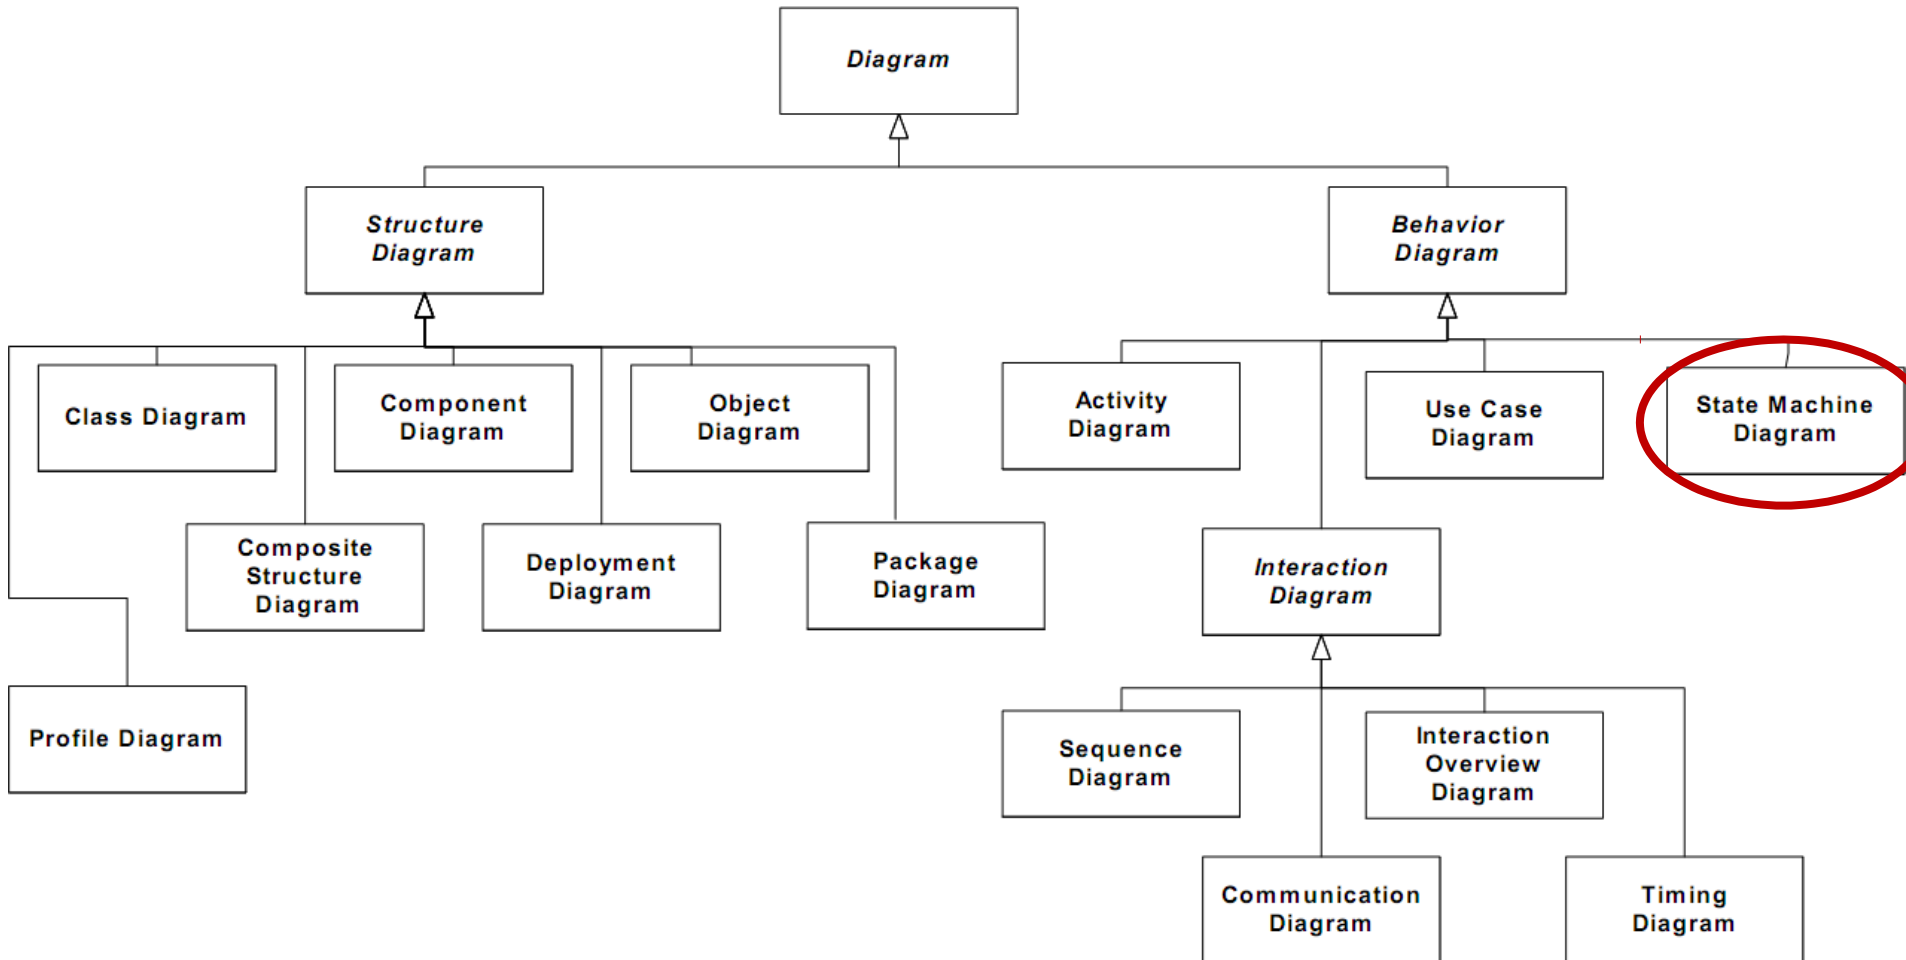 Diagram
Structure
Diagram
Behavior
Diagram
Class Diagram
Component
Diagram
Object
Diagram
Activity
Diagram
Use Case
Diagram
State Machine
Diagram
Composite
Structure
Diagram
Deployment
Diagram
Package
Diagram
Interaction
Diagram
Profile Diagram
Sequence
Diagram
Interaction
Overview
Diagram
Communication
Diagram
Timing
Diagram